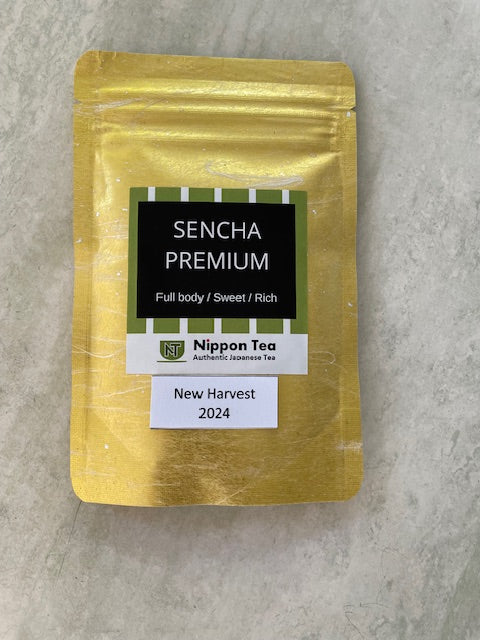 SENCHA
PREMIUM
Full body / Sweet / Rich
NT
Nippon Tea
Authentic Japanese Tea
New Harvest
2024